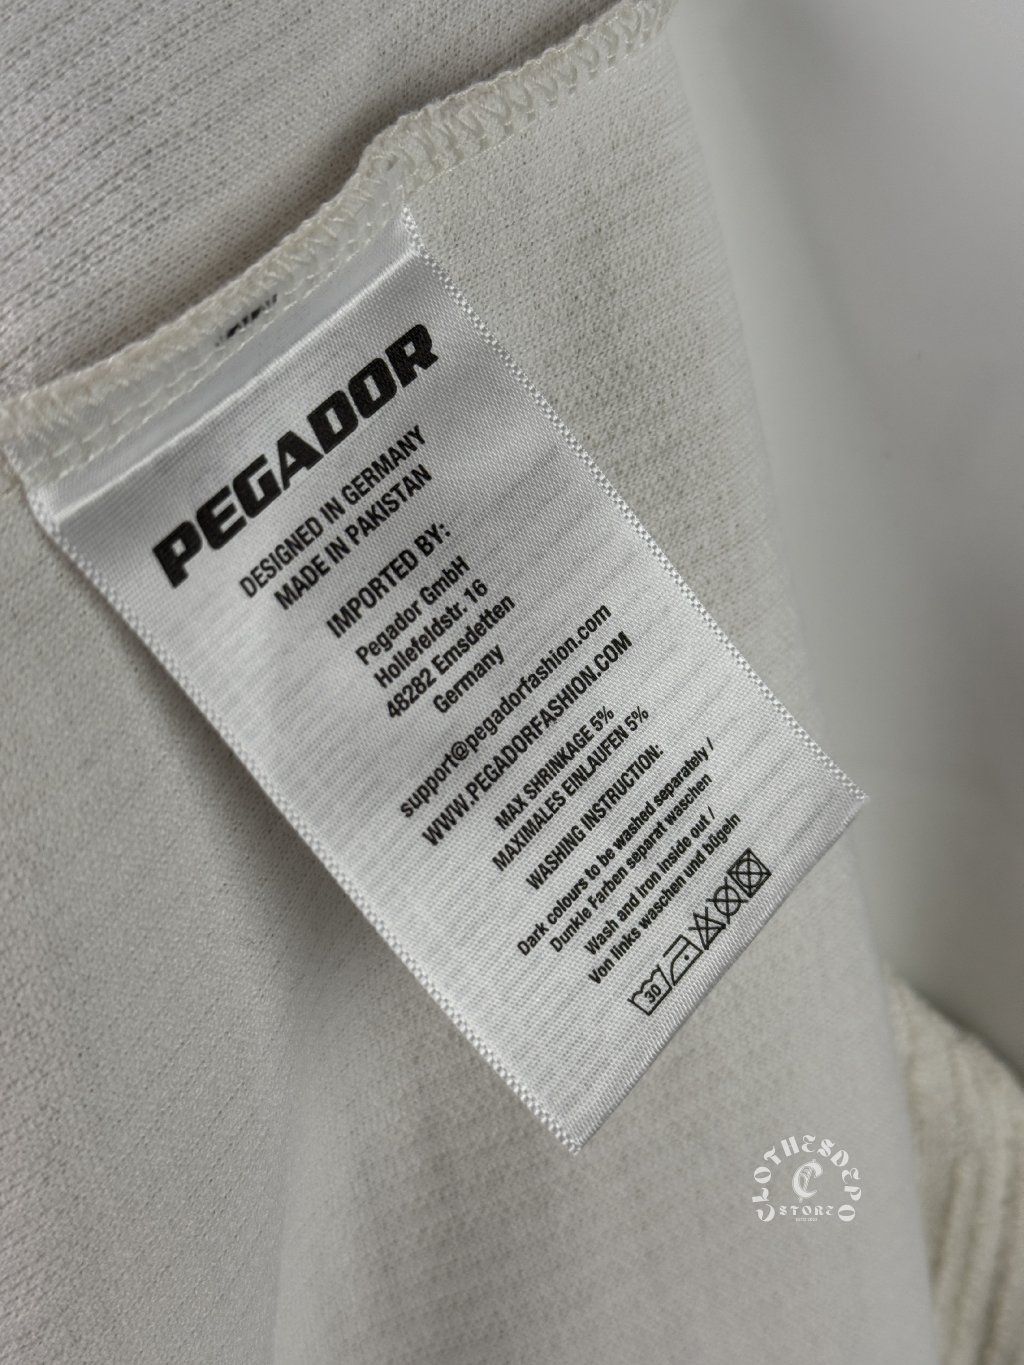 PEGADOR
DESIGNED IN GERMANY
MADE IN PAKISTAN
IMPORTED BY:
Pegador GmbH
Hollefeldstr. 16
48282 Emsdetten
Germany
support@pegadorfashion.com
WWW.PEGADORFASHION.COM
MAX SHRINKAGE 5%
MAXIMALES EINLAUFEN 5%
WASHING INSTRUCTION:
Dark colours to be washed separately /
Dunkle Farben separat waschen
Wash and iron inside out /
Von links waschen und bügeln
30
CLOTHESDEPO
C
STORE